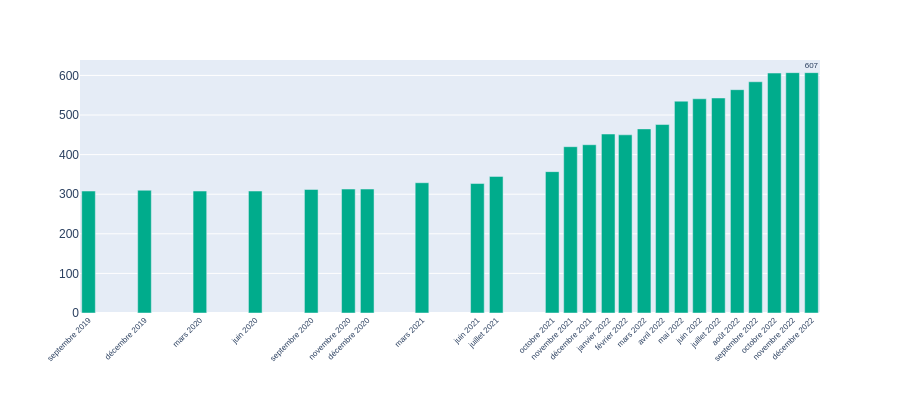 607
600
500
400
300
200
100
0
septembre 2019
décembre 2019
mars 2020
juin 2020
septembre 2020
novembre 2020
décembre 2020
mars 2021
juin 2021
juillet 2021
octobre 2021
novembre 2021
décembre 2021
janvier 2022
février 2022
mars 2022
avril 2022
mai 2022
juin 2022
juillet 2022
août 2022
septembre 2022
octobre 2022
novembre 2022
décembre 2022